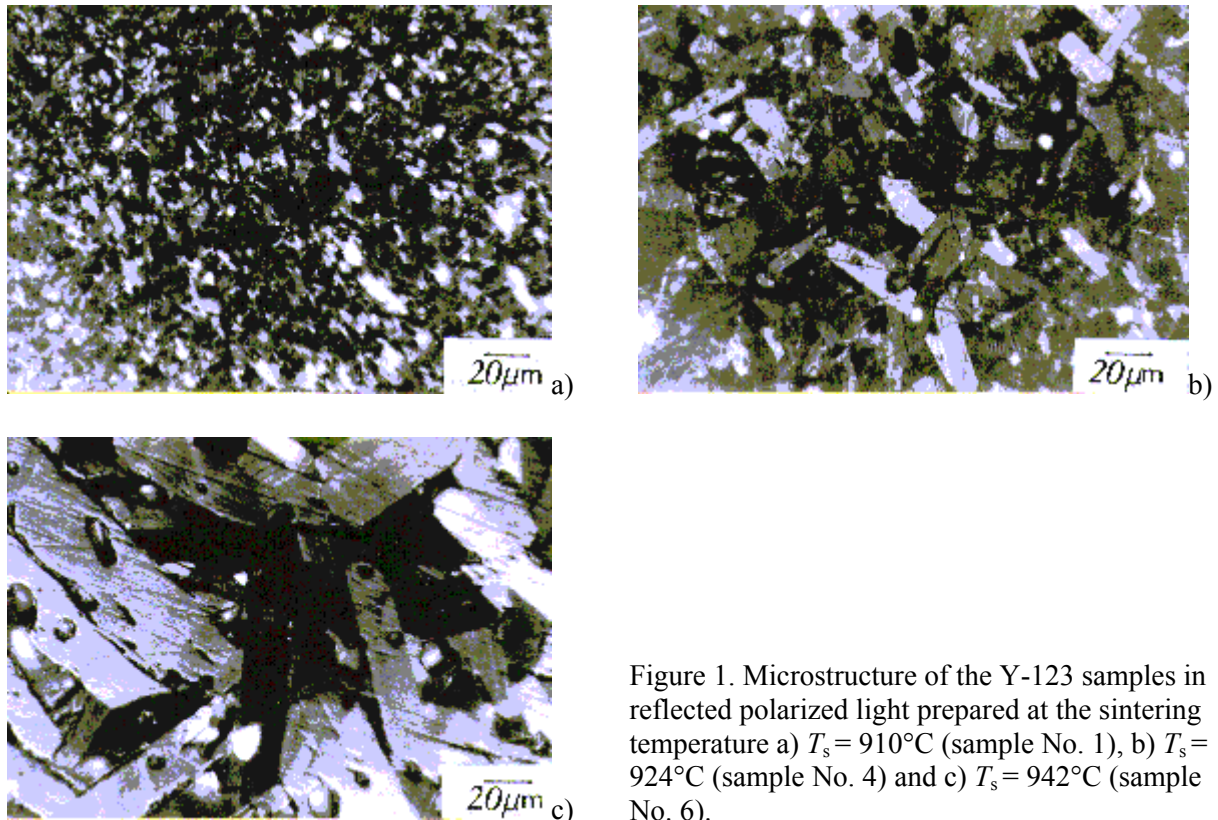 20μm a)
20μm b)
20μm c)
Figure 1. Microstructure of the Y-123 samples in
reflected polarized light prepared at the sintering
temperature a) Ts = 910°C (sample No. 1), b) Ts =
924°C (sample No. 4) and c) Ts = 942°C (sample
No. 6).